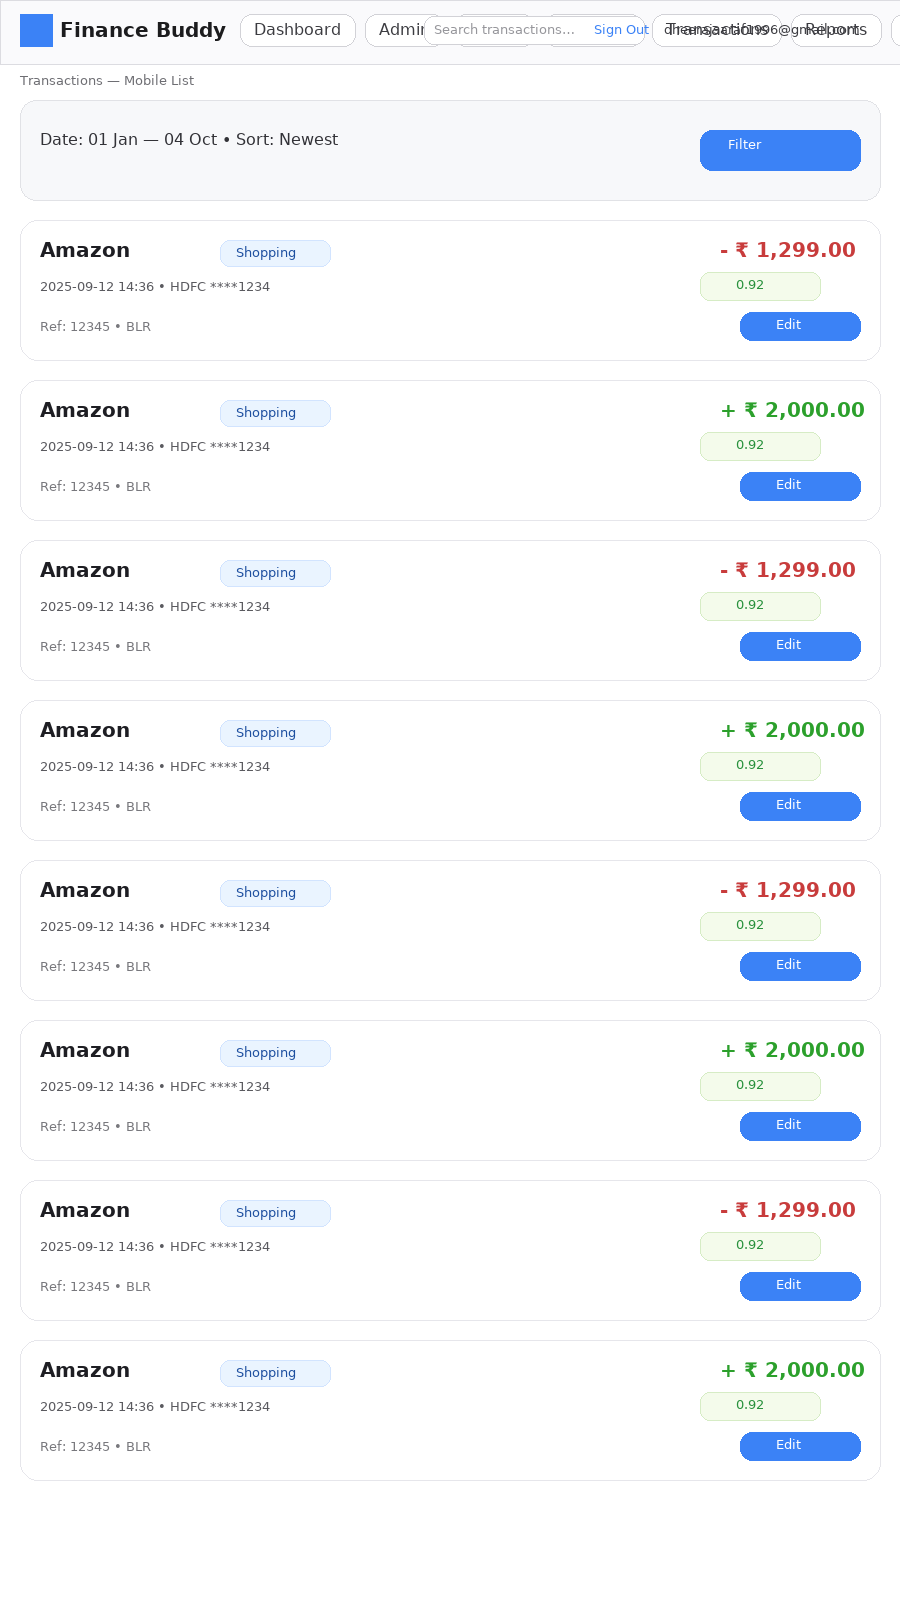 Finance Buddy Dashboard Admin Search transactions... Sign Out Transactions Reports
Transactions — Mobile List
Date: 01 Jan — 04 Oct • Sort: Newest Filter
Amazon Shopping - ₹ 1,299.00
2025-09-12 14:36 • HDFC ****1234 0.92
Ref: 12345 • BLR Edit
Amazon Shopping + ₹ 2,000.00
2025-09-12 14:36 • HDFC ****1234 0.92
Ref: 12345 • BLR Edit
Amazon Shopping - ₹ 1,299.00
2025-09-12 14:36 • HDFC ****1234 0.92
Ref: 12345 • BLR Edit
Amazon Shopping + ₹ 2,000.00
2025-09-12 14:36 • HDFC ****1234 0.92
Ref: 12345 • BLR Edit
Amazon Shopping - ₹ 1,299.00
2025-09-12 14:36 • HDFC ****1234 0.92
Ref: 12345 • BLR Edit
Amazon Shopping + ₹ 2,000.00
2025-09-12 14:36 • HDFC ****1234 0.92
Ref: 12345 • BLR Edit
Amazon Shopping - ₹ 1,299.00
2025-09-12 14:36 • HDFC ****1234 0.92
Ref: 12345 • BLR Edit
Amazon Shopping + ₹ 2,000.00
2025-09-12 14:36 • HDFC ****1234 0.92
Ref: 12345 • BLR Edit